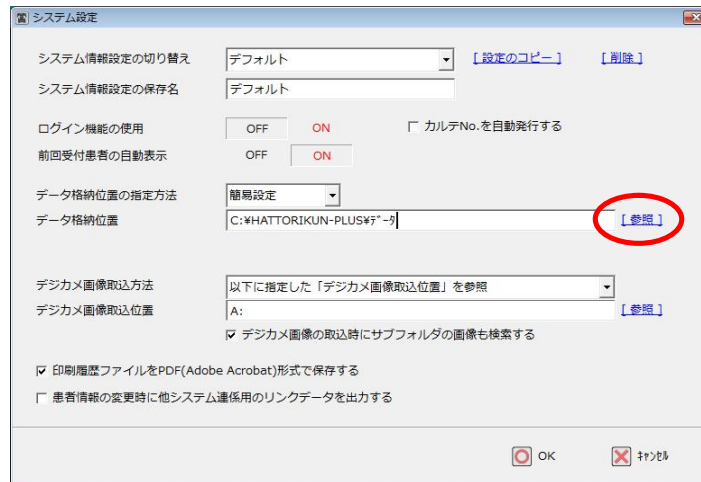 システム設定
システム情報設定の切り替え デフォルト [ 設定のコピー ] [ 削除 ]
システム情報設定の保存名 デフォルト
ログイン機能の使用 OFF ON カルテNo.を自動発行する
前回受付患者の自動表示 OFF ON
データ格納位置の指定方法 簡易設定
データ格納位置 C:¥HATTORIKUN-PLUS¥ﾃﾞｰﾀ [ 参照 ]
デジカメ画像取込方法 以下に指定した「デジカメ画像取込位置」を参照
デジカメ画像取込位置 A: [ 参照 ]
デジカメ画像の取込時にサブフォルダの画像も検索する
印刷履歴ファイルをPDF(Adobe Acrobat)形式で保存する
患者情報の変更時に他システム連係用のリンクデータを出力する
OK ｷｬﾝｾﾙ